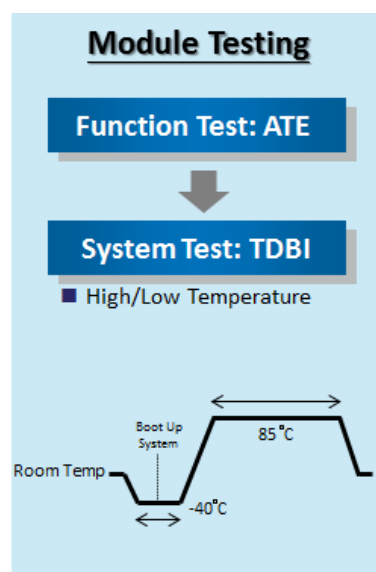 Module Testing
Function Test: ATE
System Test: TDBI
■ High/Low Temperature
Boot Up
System
85°C
Room Temp
-40°C